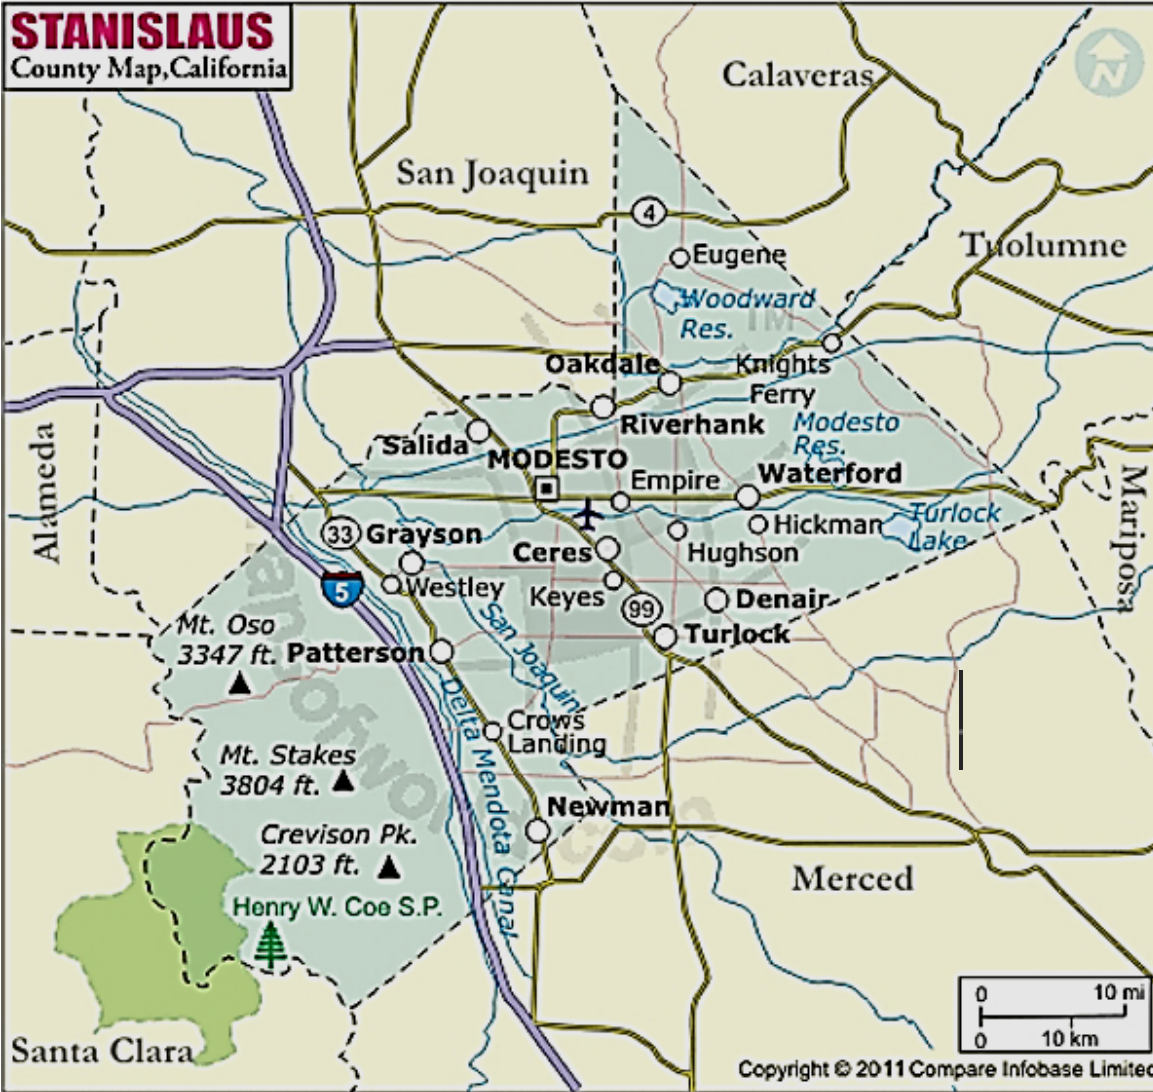 STANISLAUS
County Map,California
Calaveras
N
San Joaquin
4
Tuolumne
Eugene
Woodward
Res.
TM
Oakdale
Knights
Ferry
Riverhank
Modesto
Res.
Salida
MODESTO
Waterford
Empire
Alameda
Mariposa
33
Grayson
Hickman
Turlock
Lake
Ceres
Hughson
5
Westley
Keyes
99
Denair
San Joaquin
Turlock
Mt. Oso
3347 ft.
Patterson
Delta Mendota Canal
Crows
Landing
Mt. Stakes
3804 ft.
Newman
Crevison Pk.
2103 ft.
Merced
Henry W. Coe S.P.
0 10 mi
0 10 km
Santa Clara
Copyright © 2011 Compare Infobase Limited